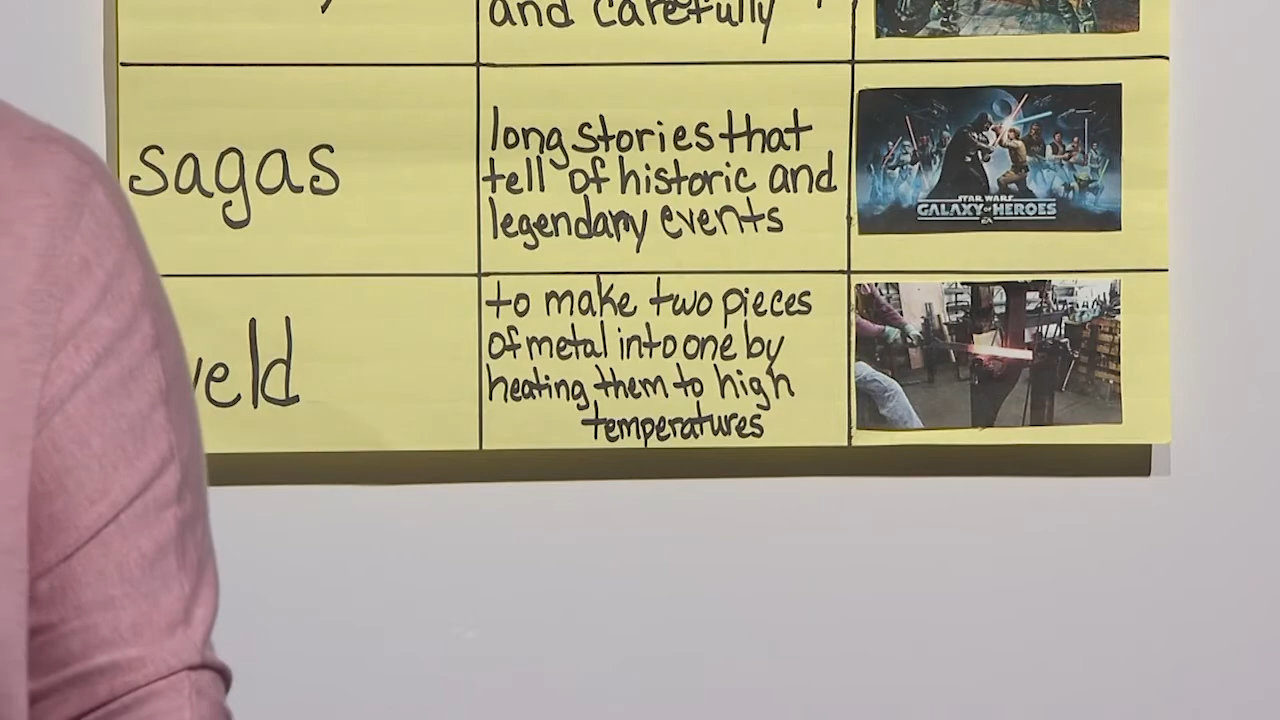 and carefully
sagas
long stories that
tell of historic and
legendary events
STAR WARS
GALAXY OF HEROES
EA
to make two pieces
of metal into one by
heating them to high
temperatures